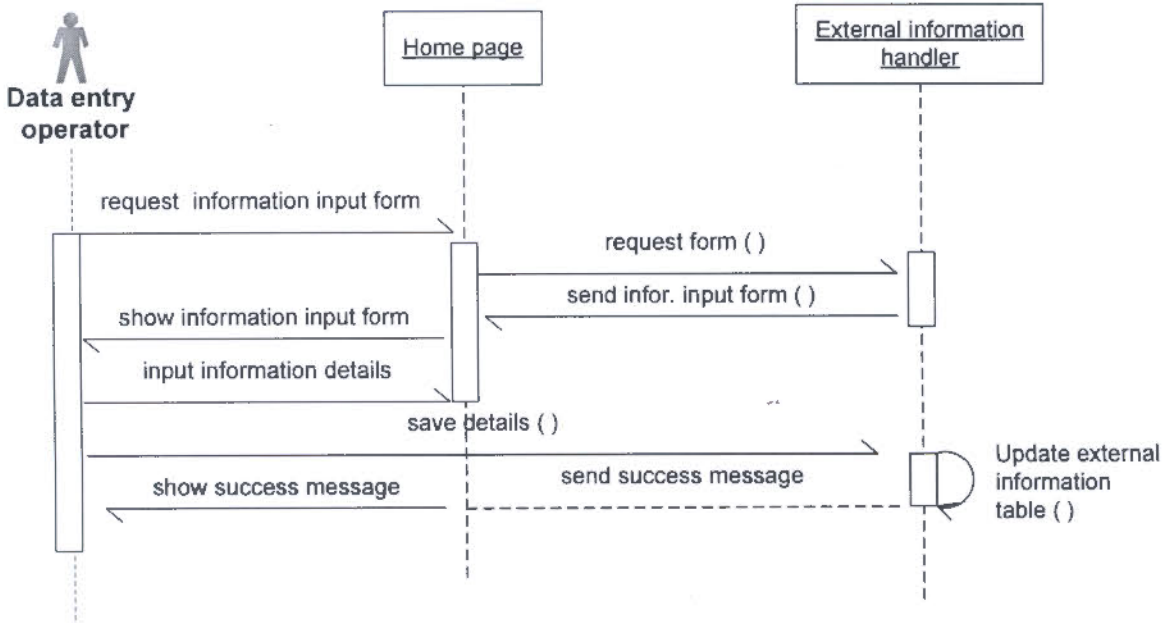 Data entry
operator
Home page
External information
handler
request information input form
request form ( )
send infor. input form ( )
show information input form
input information details
save details ( )
send success message
show success message
Update external
information
table ( )